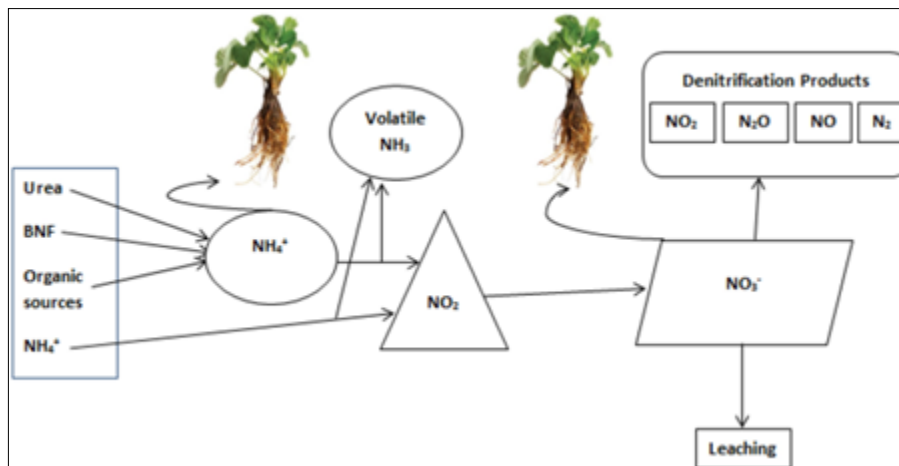 Denitrification Products
NO₂ N₂O NO N₂
Volatile
NH₃
Urea
BNF
Organic
sources
NH₄⁺
NH₄⁺
NO₂
NO₃⁻
Leaching